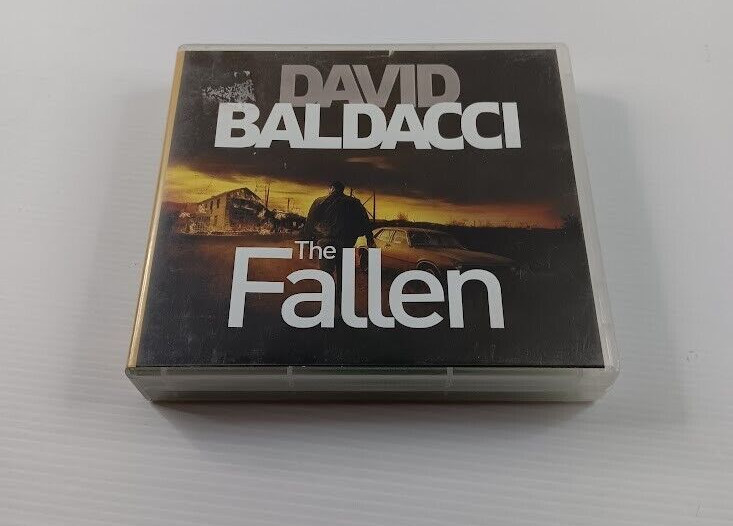 DAVID
BALDACCI
The
Fallen